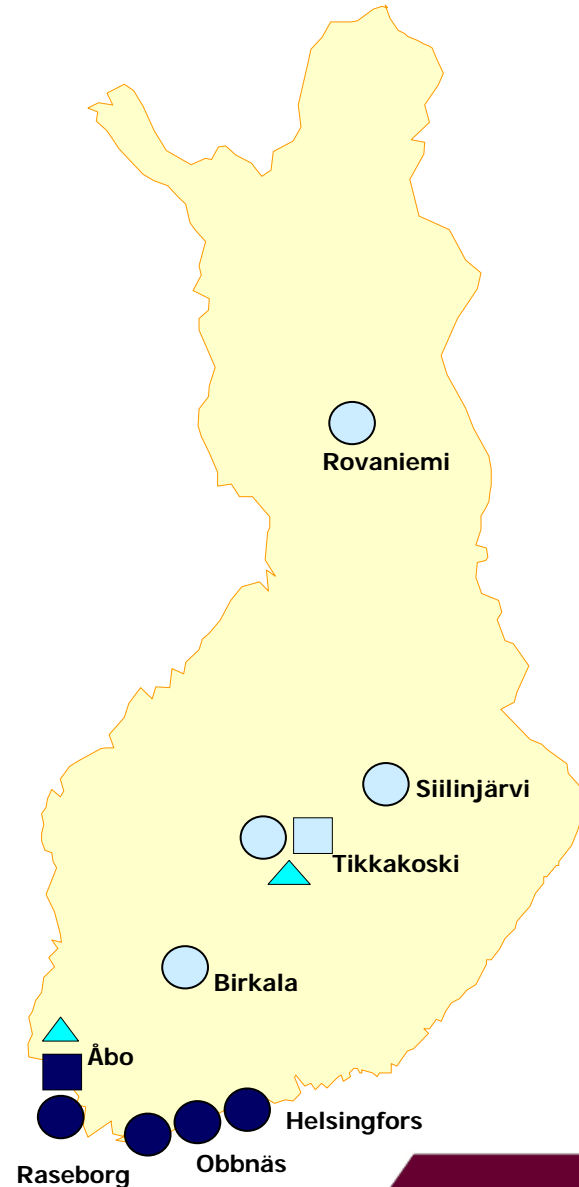 Rovaniemi
Siilinjärvi
Tikkakoski
Birkala
Åbo
Helsingfors
Obbnäs
Raseborg